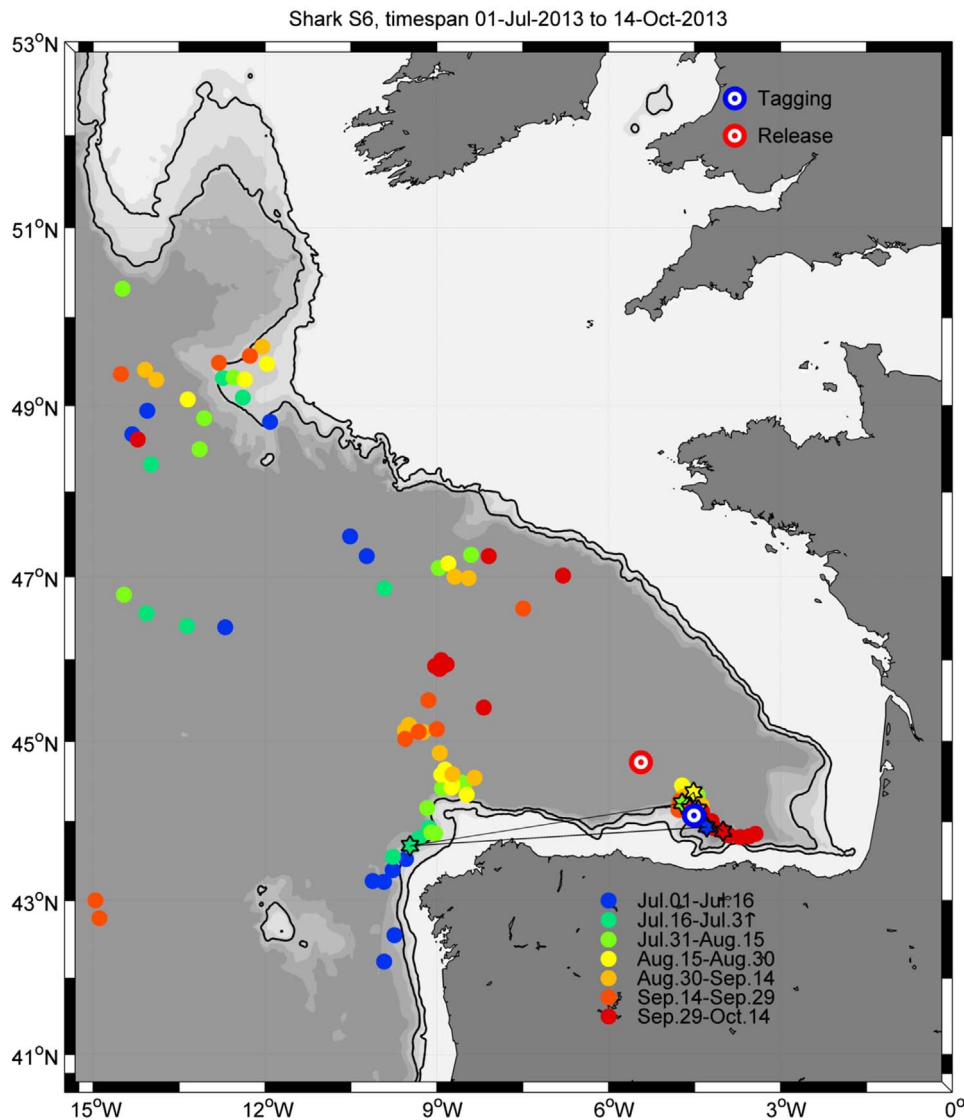 Shark S6, timespan 01-Jul-2013 to 14-Oct-2013
53°N
Tagging
Release
51°N
49°N
47°N
45°N
43°N
Jul.01-Jul.16
Jul.16-Jul.31
Jul.31-Aug.15
Aug.15-Aug.30
Aug.30-Sep.14
Sep.14-Sep.29
Sep.29-Oct.14
41°N
15°W 12°W 9°W 6°W 3°W 0°